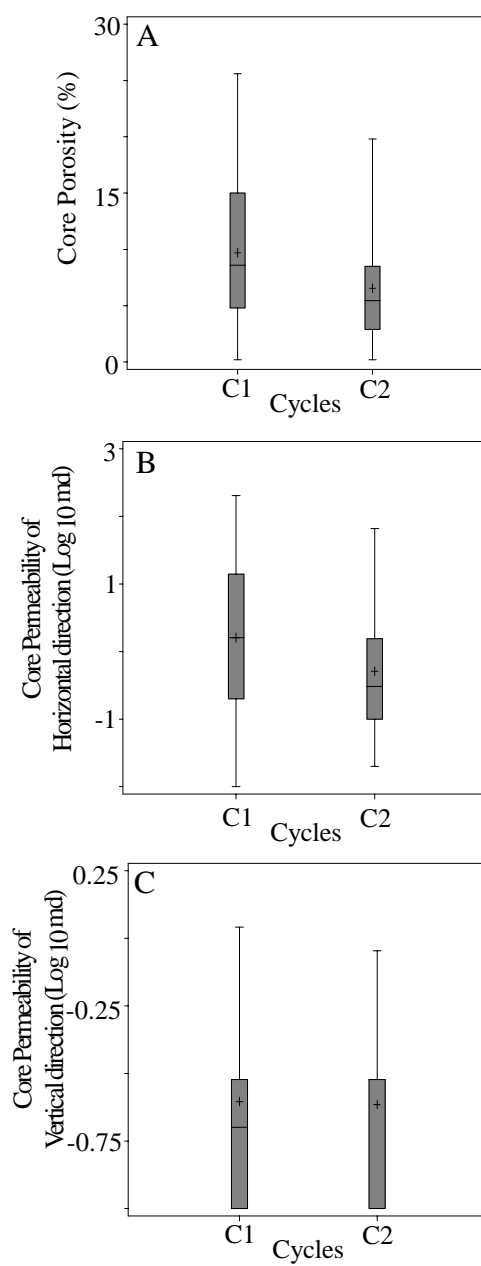 A
30
15
0
Core Porosity (%)
C1
C2
Cycles
B
3
1
-1
Core Permeability of
Horizontal direction (Log 10 md)
C1
C2
Cycles
C
0.25
-0.25
-0.75
Core Permeability of
Vertical direction (Log 10 md)
C1
C2
Cycles